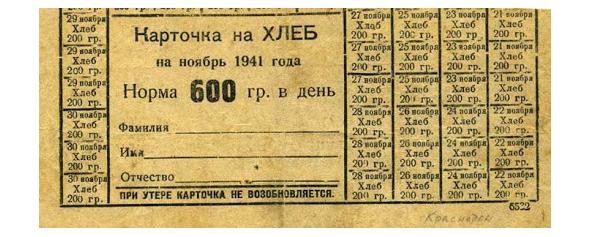 29 ноября
Хлеб
200 гр.
29 ноября
Хлеб
200 гр.
29 ноября
Хлеб
200 гр.
30 ноября
Хлеб
200 гр.
30 ноября
Хлеб
200 гр.
30 ноября
Хлеб
200 гр.
Карточка на ХЛЕБ
на ноябрь 1941 года
Норма 600 гр. в день
Фамилия
Имя
Отчество
ПРИ УТЕРЕ КАРТОЧКА НЕ ВОЗОБНОВЛЯЕТСЯ.
27 ноября 25 ноября 23 ноября 21 ноября
Хлеб Хлеб Хлеб Хлеб
200 гр. 200 гр. 200 гр. 200 гр.
27 ноября 25 ноября 23 ноября 21 ноября
Хлеб Хлеб Хлеб Хлеб
200 гр. 200 гр. 200 гр. 200 гр.
27 ноября 25 ноября 23 ноября 21 ноября
Хлеб Хлеб Хлеб Хлеб
200 гр. 200 гр. 200 гр. 200 гр.
28 ноября 26 ноября 24 ноября 22 ноября
Хлеб Хлеб Хлеб Хлеб
200 гр. 200 гр. 200 гр. 200 гр.
28 ноября 26 ноября 24 ноября 22 ноября
Хлеб Хлеб Хлеб Хлеб
200 гр. 200 гр. 200 гр. 200 гр.
28 ноября 26 ноября 24 ноября 22 ноября
Хлеб Хлеб Хлеб Хлеб
200 гр. 200 гр. 200 гр. 200 гр.
6522